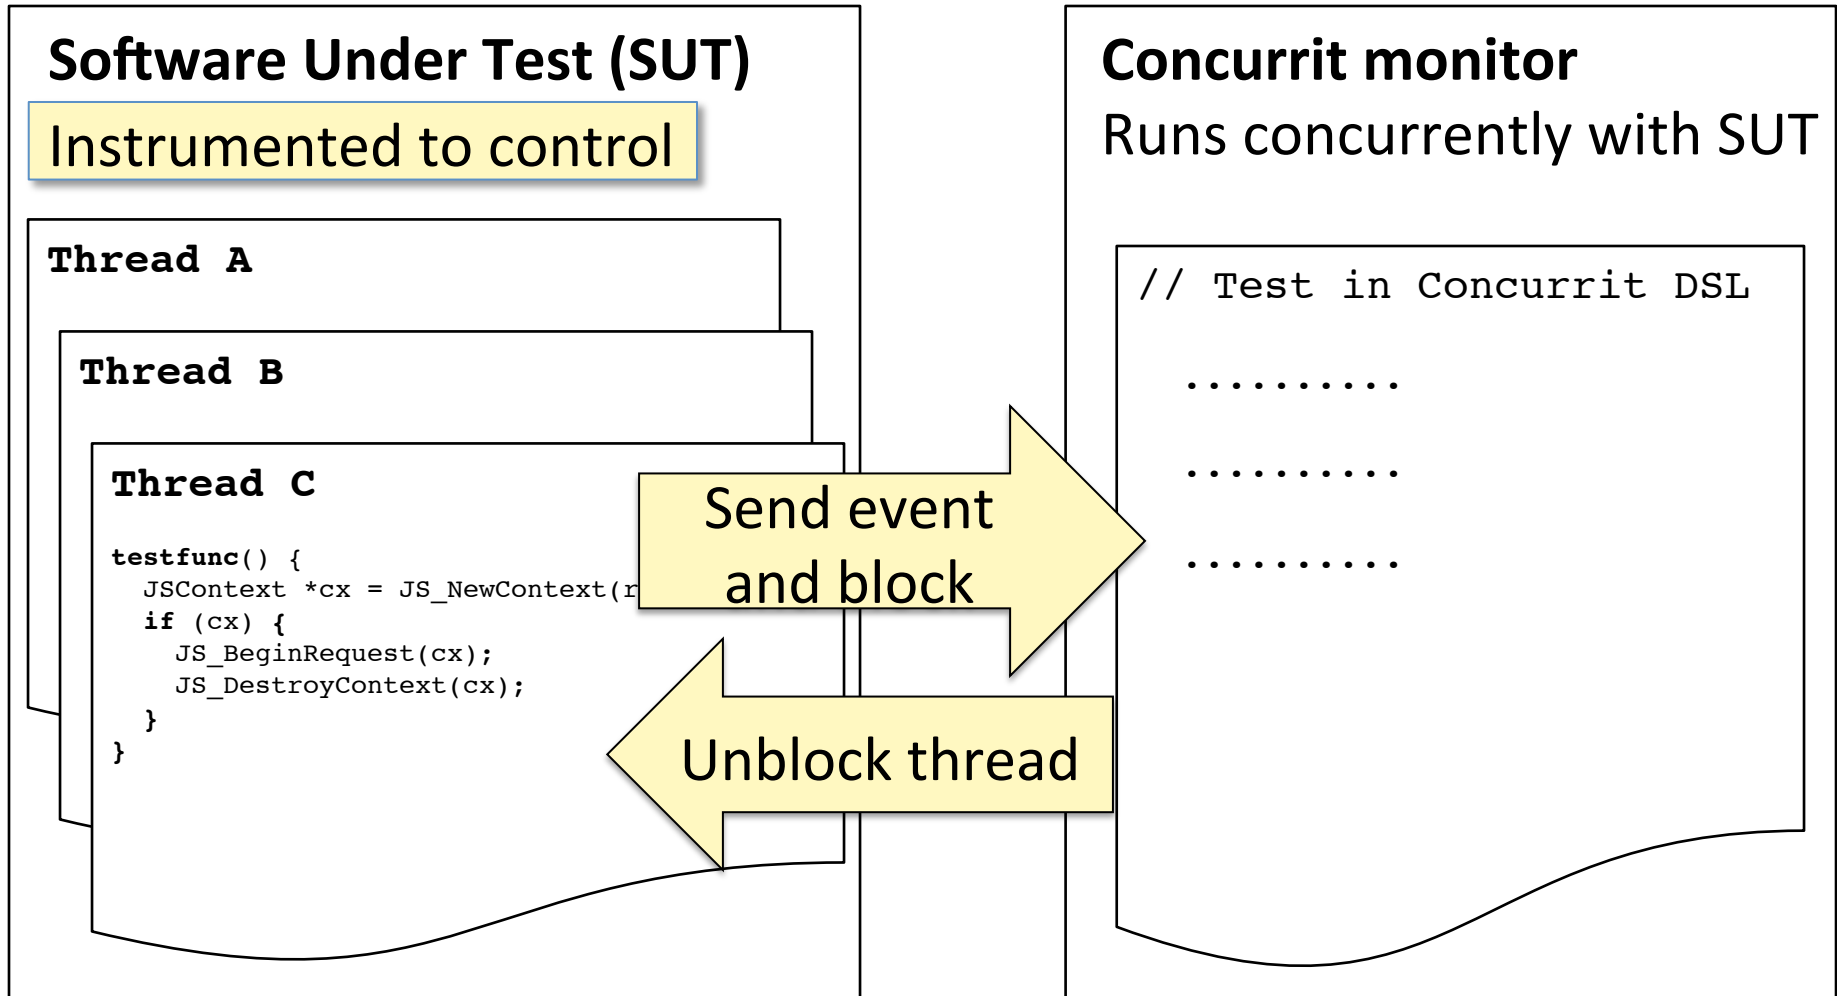 Software Under Test (SUT)
Instrumented to control
Thread A
Thread B
Thread C
testfunc() {
JSContext *cx = JS_NewContext(r
if (cx) {
JS_BeginRequest(cx);
JS_DestroyContext(cx);
}
}
Send event
and block
Unblock thread
Concurrit monitor
Runs concurrently with SUT
// Test in Concurrit DSL
..........
..........
..........